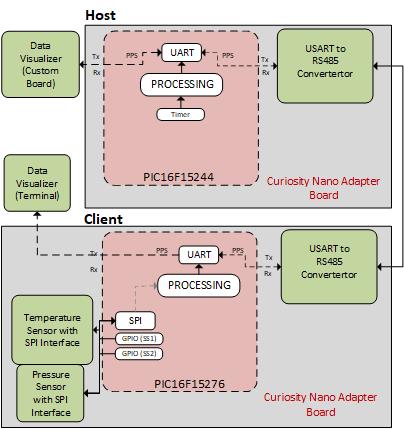 Host
Data
Visualizer
(Custom
Board)
Tx
Rx
PPS
UART
PPS
Tx
Rx
USART to
RS485
Convertertor
PROCESSING
Timer
PIC16F15244
Curiosity Nano Adapter
Board
Data
Visualizer
(Terminal)
Client
Tx
Rx
PPS
UART
PPS
Tx
Rx
USART to
RS485
Convertertor
PROCESSING
Temperature
Sensor with
SPI Interface
SPI
GPIO (SS1)
GPIO (SS2)
Pressure
Sensor
with SPI
Interface
PIC16F15276
Curiosity Nano Adapter
Board